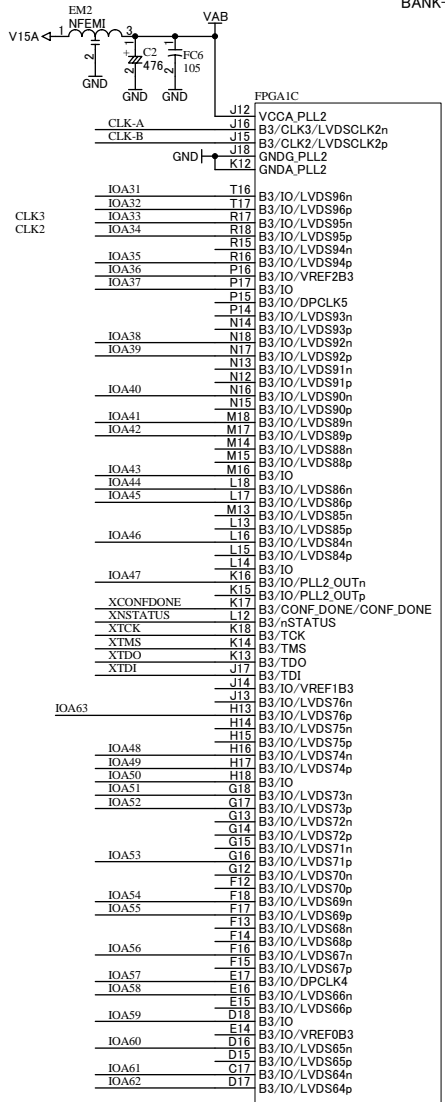 BANK-
EM2
NFEMI
VAB
V15A 1 3
2
GND
+ 1
C2
476
2
GND
1
FC6
105
2
GND
FPGA1C
J12 VCCA_PLL2
CLK-A J16 B3/CLK3/LVDSCLK2n
CLK-B J15 B3/CLK2/LVDSCLK2p
GND J18 GNDG_PLL2
K12 GNDA_PLL2
IOA31 T16 B3/IO/LVDS96n
IOA32 T17 B3/IO/LVDS96p
CLK3 IOA33 R17 B3/IO/LVDS95n
CLK2 IOA34 R18 B3/IO/LVDS95p
R15 B3/IO/LVDS94n
IOA35 R16 B3/IO/LVDS94p
IOA36 P16 B3/IO/VREF2B3
IOA37 P17 B3/IO
P15 B3/IO/DPCLK5
P14 B3/IO/LVDS93n
N14 B3/IO/LVDS93p
IOA38 N18 B3/IO/LVDS92n
IOA39 N17 B3/IO/LVDS92p
N13 B3/IO/LVDS91n
N12 B3/IO/LVDS91p
IOA40 N16 B3/IO/LVDS90n
N15 B3/IO/LVDS90p
IOA41 M18 B3/IO/LVDS89n
IOA42 M17 B3/IO/LVDS89p
M14 B3/IO/LVDS88n
M15 B3/IO/LVDS88p
IOA43 M16 B3/IO
IOA44 L18 B3/IO/LVDS86n
IOA45 L17 B3/IO/LVDS86p
M13 B3/IO/LVDS85n
L13 B3/IO/LVDS85p
IOA46 L16 B3/IO/LVDS84n
L15 B3/IO/LVDS84p
L14 B3/IO
IOA47 K16 B3/IO/PLL2_OUTn
K15 B3/IO/PLL2_OUTp
XCONFDONE K17 B3/CONF_DONE/CONF_DONE
XNSTATUS L12 B3/nSTATUS
XTCK K18 B3/TCK
XTMS K14 B3/TMS
XTDO K13 B3/TDO
XTDI J17 B3/TDI
J14 B3/IO/VREF1B3
J13 B3/IO/LVDS76n
IOA63 H13 B3/IO/LVDS76p
H14 B3/IO/LVDS75n
H15 B3/IO/LVDS75p
IOA48 H16 B3/IO/LVDS74n
IOA49 H17 B3/IO/LVDS74p
IOA50 H18 B3/IO
IOA51 G18 B3/IO/LVDS73n
IOA52 G17 B3/IO/LVDS73p
G13 B3/IO/LVDS72n
G14 B3/IO/LVDS72p
G15 B3/IO/LVDS71n
IOA53 G16 B3/IO/LVDS71p
G12 B3/IO/LVDS70n
F12 B3/IO/LVDS70p
IOA54 F18 B3/IO/LVDS69n
IOA55 F17 B3/IO/LVDS69p
F13 B3/IO/LVDS68n
F14 B3/IO/LVDS68p
IOA56 F16 B3/IO/LVDS67n
F15 B3/IO/LVDS67p
IOA57 E17 B3/IO/DPCLK4
IOA58 E16 B3/IO/LVDS66n
E15 B3/IO/LVDS66p
IOA59 D18 B3/IO
E14 B3/IO/VREF0B3
IOA60 D16 B3/IO/LVDS65n
D15 B3/IO/LVDS65p
IOA61 C17 B3/IO/LVDS64n
IOA62 D17 B3/IO/LVDS64p